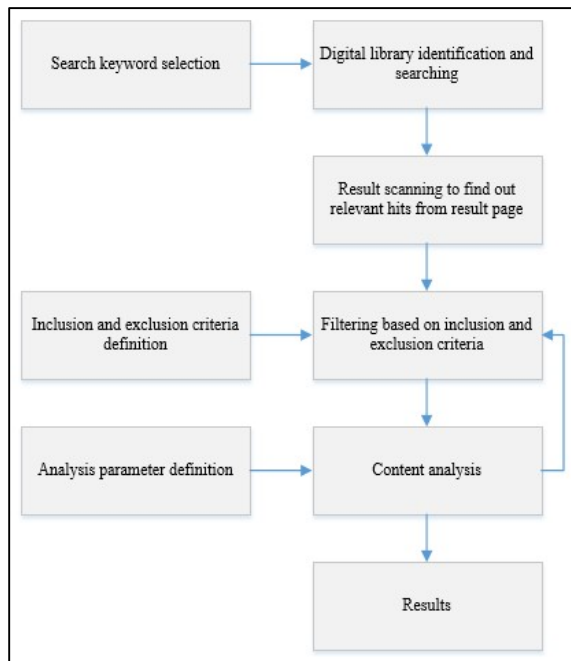 Search keyword selection
Digital library identification and
searching
Result scanning to find out
relevant hits from result page
Inclusion and exclusion criteria
definition
Filtering based on inclusion and
exclusion criteria
Analysis parameter definition
Content analysis
Results